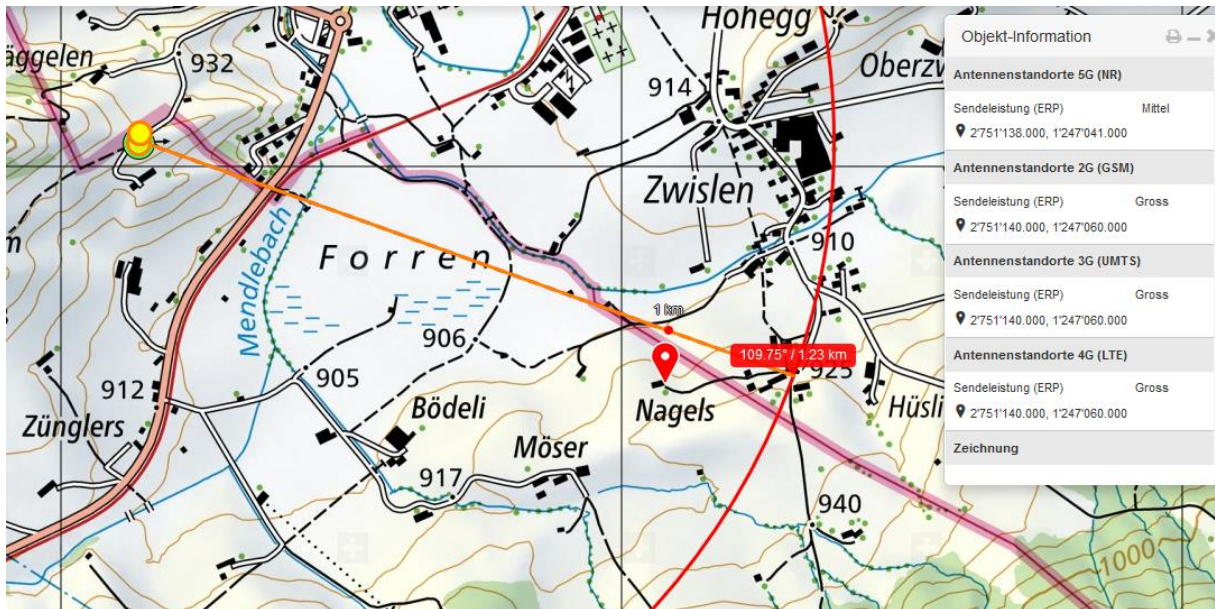 Hohegg
äggelen
932
Oberzw
914
Zwislen
910
Mendlebach
Forren
m
1 km
109.75° / 1.23 km
925
906
905
912
Zünglers
Bödeli
Nagels
Hüsli
Möser
917
940
1000
Objekt-Information
Antennenstandorte 5G (NR)
Sendeleistung (ERP) Mittel
2'751'138.000, 1'247'041.000
Antennenstandorte 2G (GSM)
Sendeleistung (ERP) Gross
2'751'140.000, 1'247'060.000
Antennenstandorte 3G (UMTS)
Sendeleistung (ERP) Gross
2'751'140.000, 1'247'060.000
Antennenstandorte 4G (LTE)
Sendeleistung (ERP) Gross
2'751'140.000, 1'247'060.000
Zeichnung